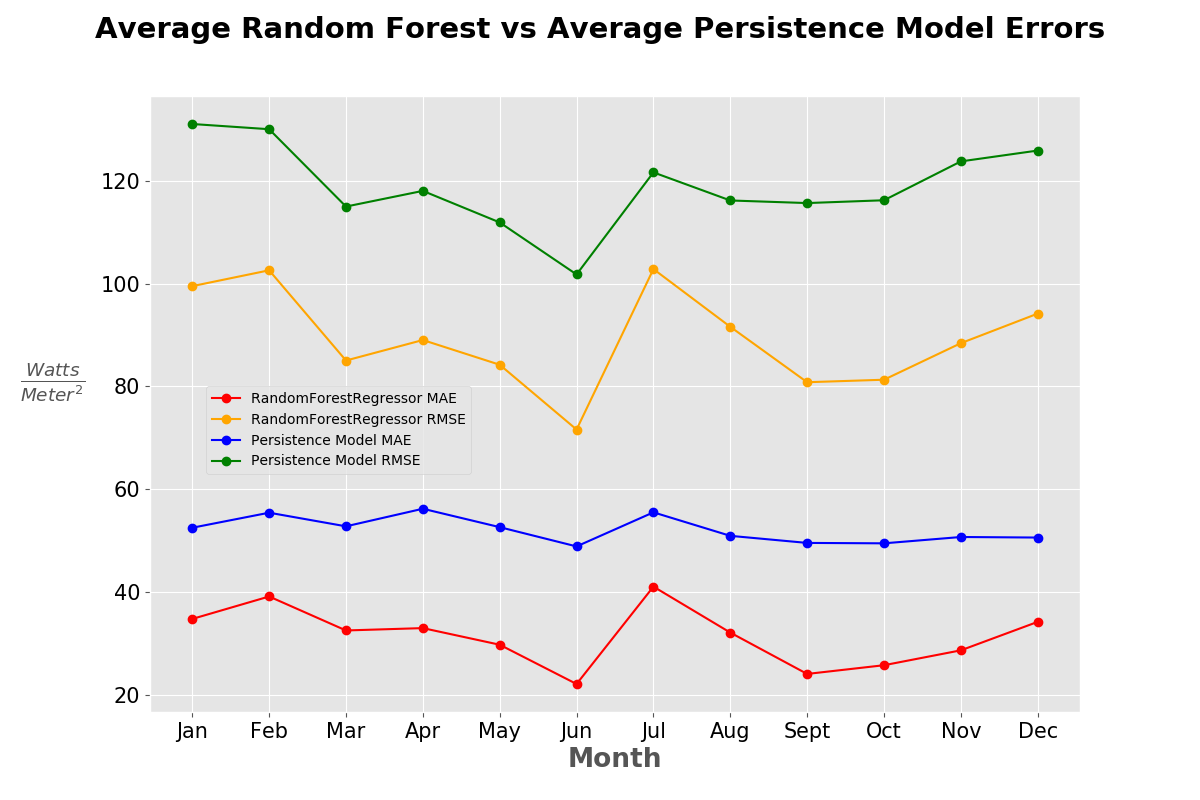 Average Random Forest vs Average Persistence Model Errors
120
100
80
60
40
20
Watts
Meter²
RandomForestRegressor MAE
RandomForestRegressor RMSE
Persistence Model MAE
Persistence Model RMSE
Jan Feb Mar Apr May Jun Jul Aug Sept Oct Nov Dec
Month